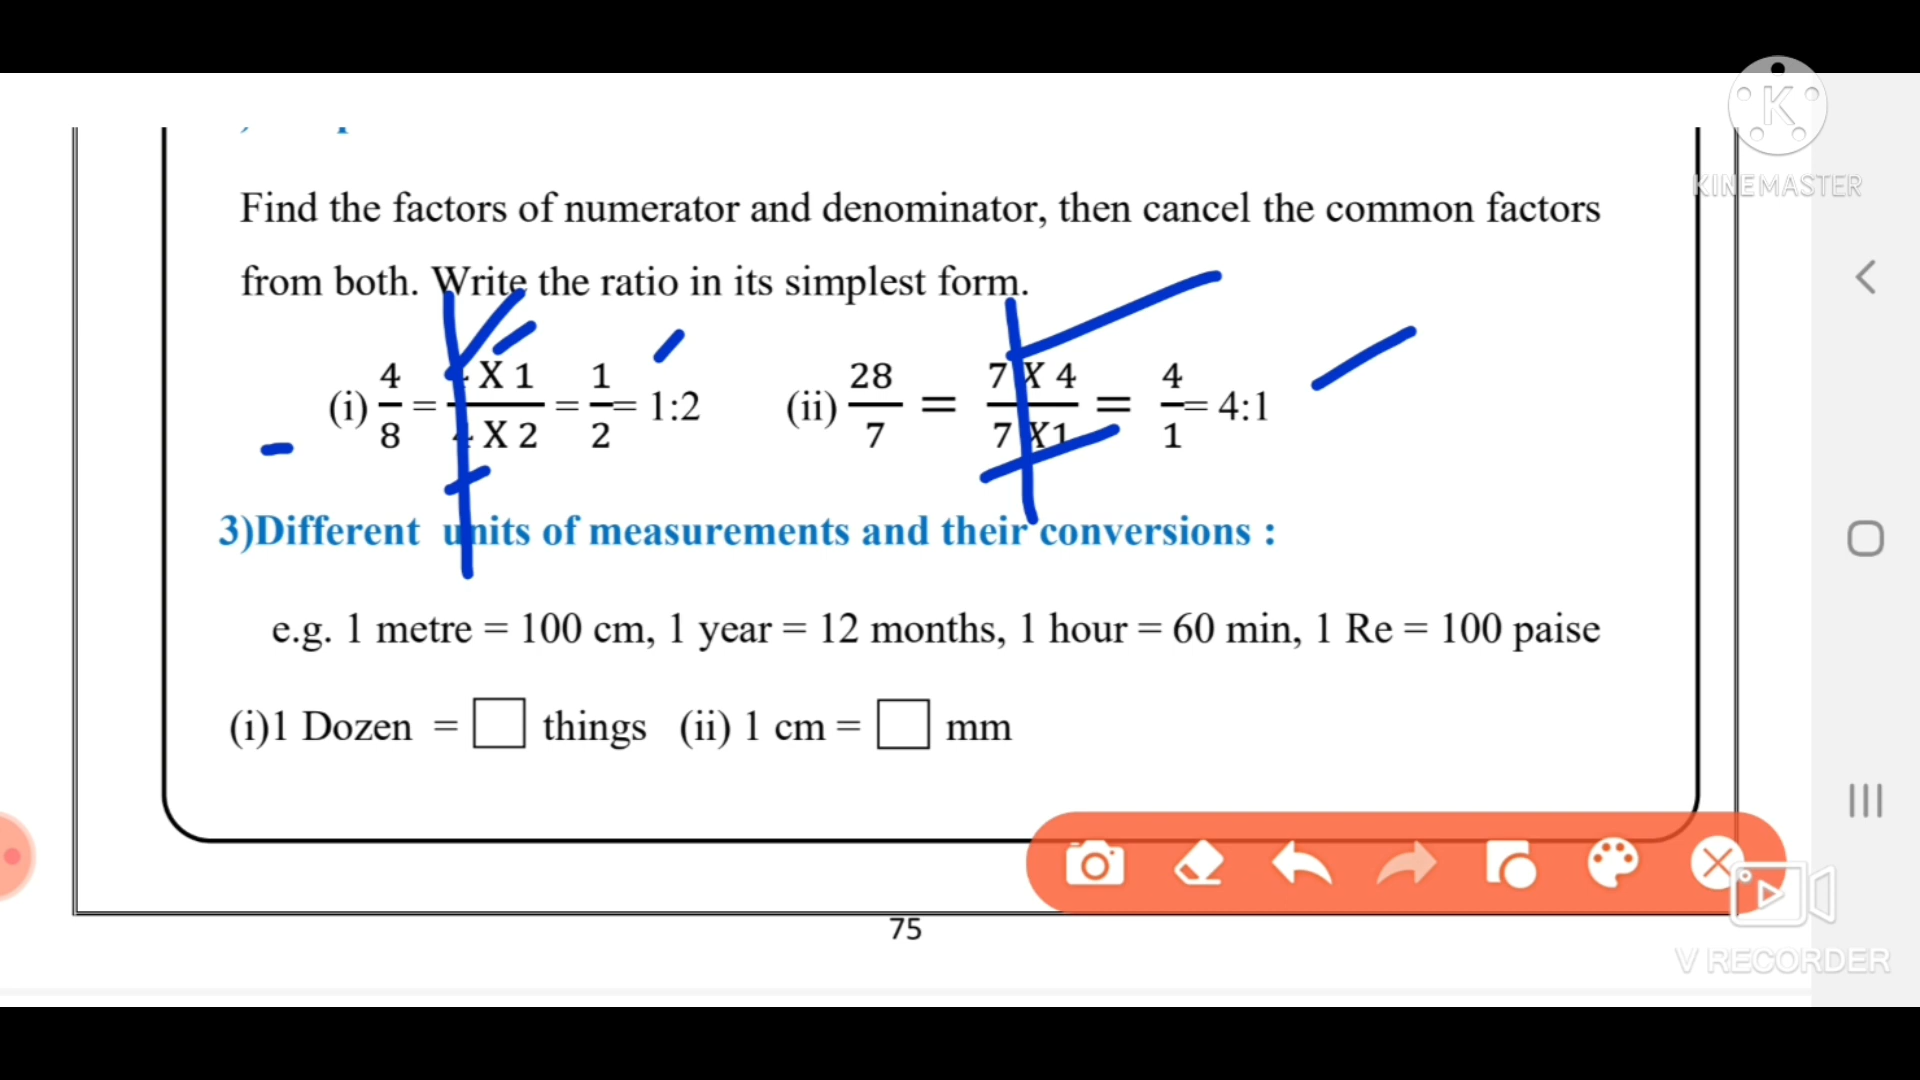 KINEMASTER
Find the factors of numerator and denominator, then cancel the common factors
from both. Write the ratio in its simplest form.
(i) 4/8 = 4 X 1/4 X 2 = 1/2 = 1:2 (ii) 28/7 = 7 X 4/7 X 1 = 4/1 = 4:1
3)Different units of measurements and their conversions :
e.g. 1 metre = 100 cm, 1 year = 12 months, 1 hour = 60 min, 1 Re = 100 paise
(i)1 Dozen = □ things (ii) 1 cm = □ mm
75
V RECORDER